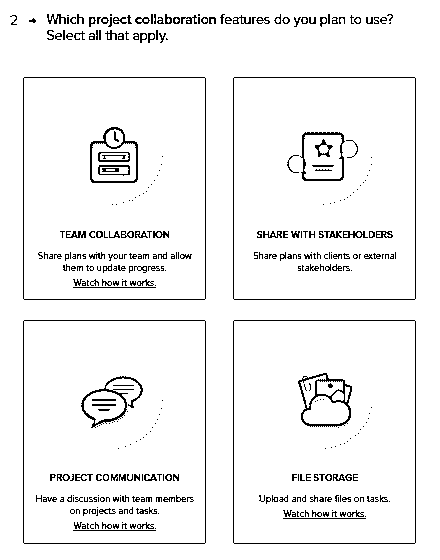 2 → Which project collaboration features do you plan to use?
Select all that apply.
TEAM COLLABORATION
Share plans with your team and allow
them to update progress.
Watch how it works.
SHARE WITH STAKEHOLDERS
Share plans with clients or external
stakeholders.
PROJECT COMMUNICATION
Have a discussion with team members
on projects and tasks.
Watch how it works.
FILE STORAGE
Upload and share files on tasks.
Watch how it works.